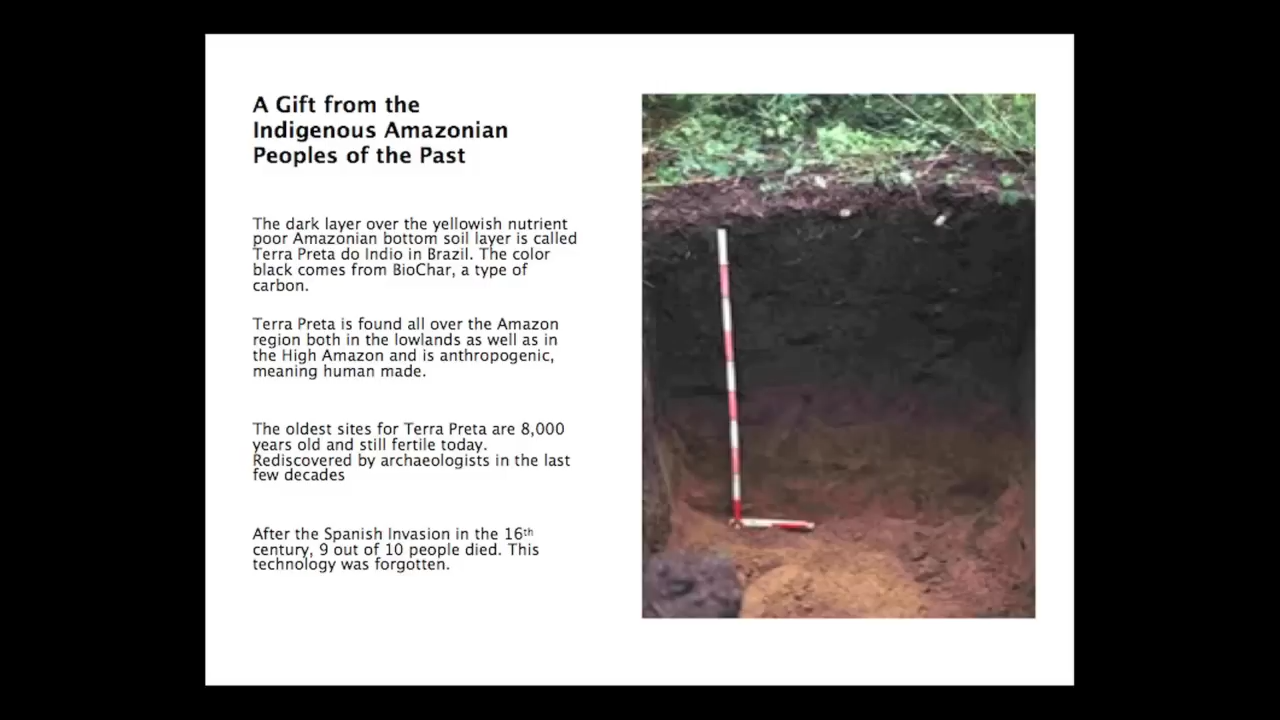 A Gift from the
Indigenous Amazonian
Peoples of the Past
The dark layer over the yellowish nutrient
poor Amazonian bottom soil layer is called
Terra Preta do Indio in Brazil. The color
black comes from BioChar, a type of
carbon.
Terra Preta is found all over the Amazon
region both in the lowlands as well as in
the High Amazon and is anthropogenic,
meaning human made.
The oldest sites for Terra Preta are 8,000
years old and still fertile today.
Rediscovered by archaeologists in the last
few decades
After the Spanish Invasion in the 16th
century, 9 out of 10 people died. This
technology was forgotten.